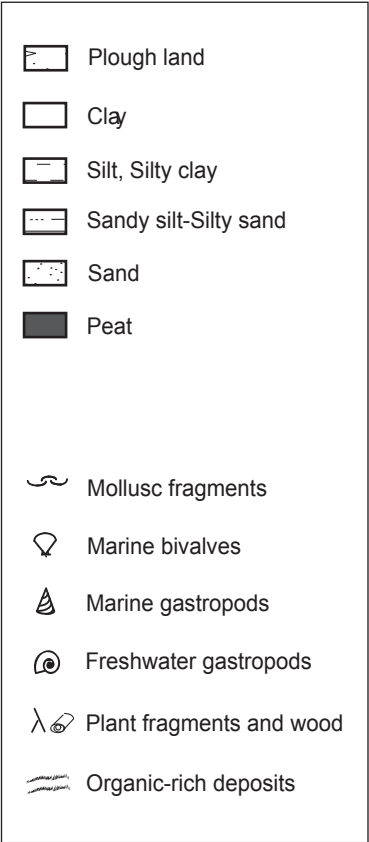 Plough land
Clay
Silt, Silty clay
Sandy silt-Silty sand
Sand
Peat
Mollusc fragments
Marine bivalves
Marine gastropods
Freshwater gastropods
Plant fragments and wood
Organic-rich deposits